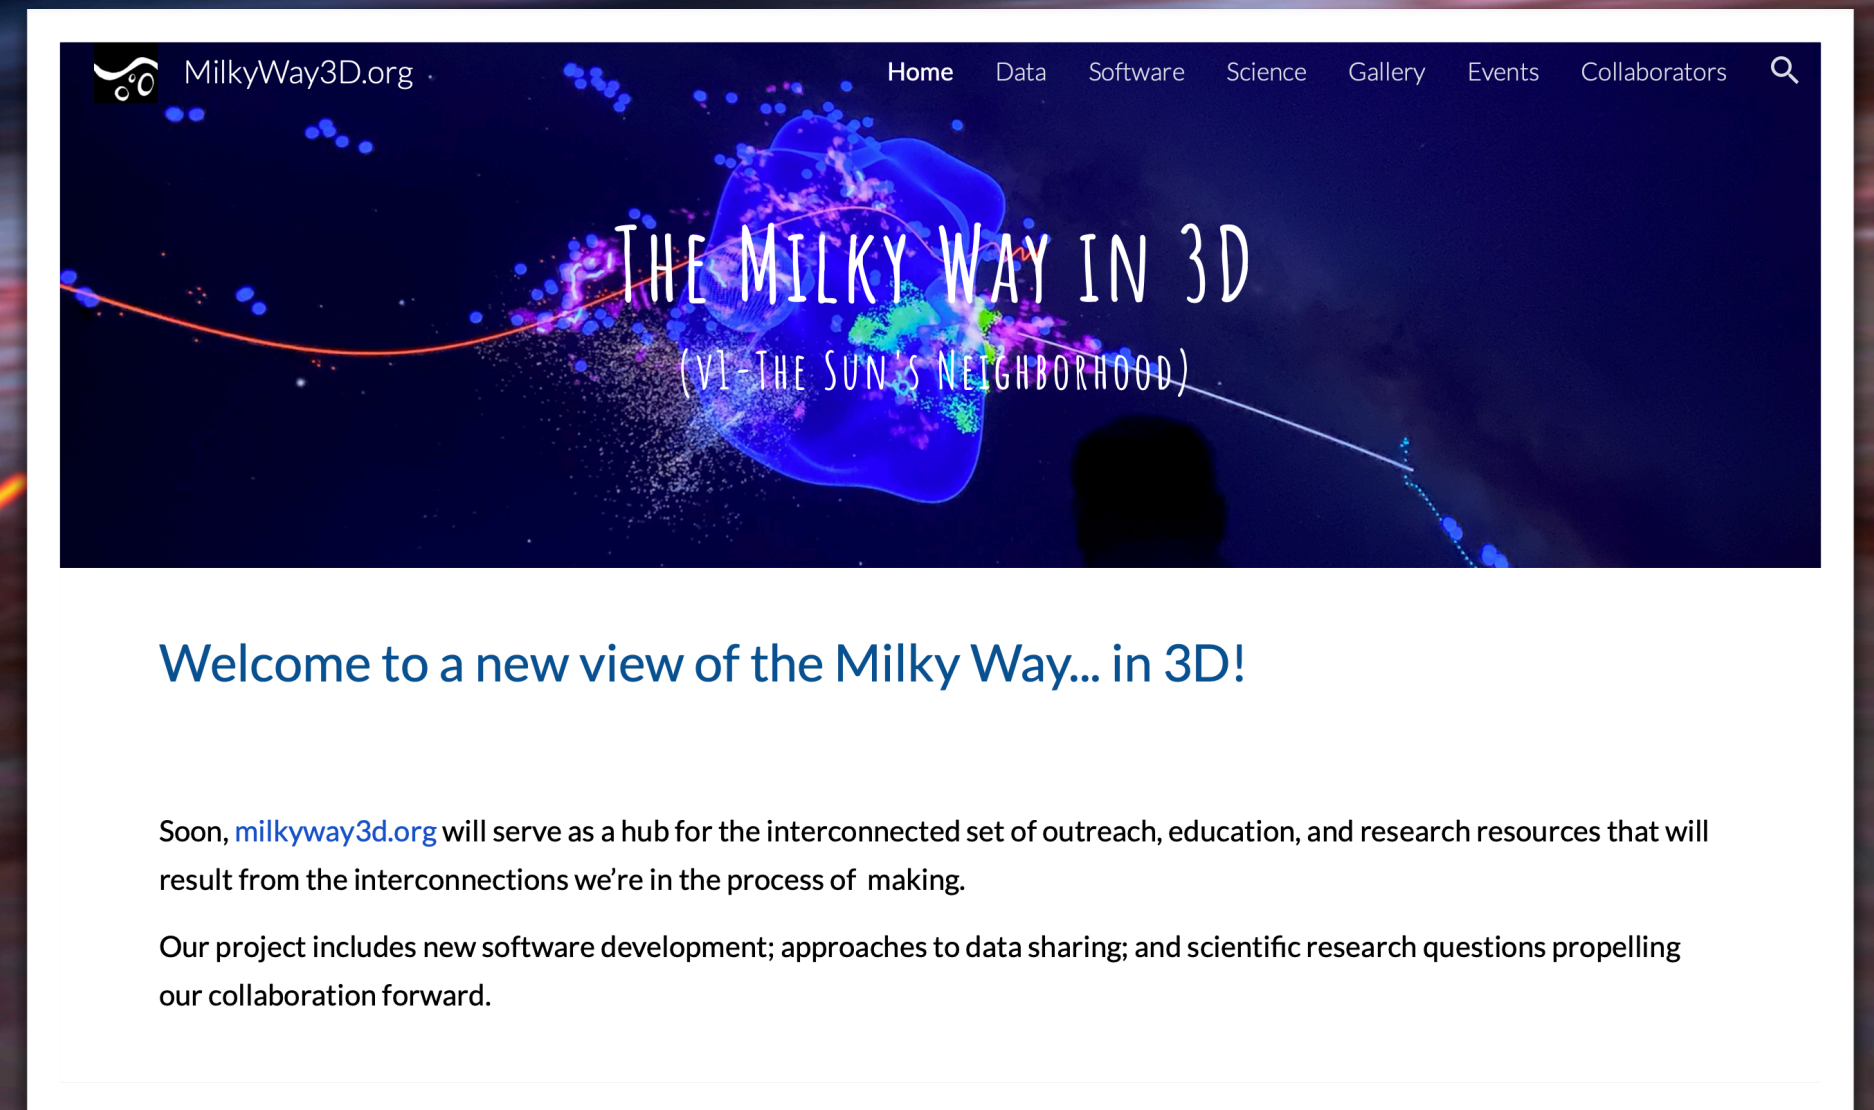 MilkyWay3D.org
Home Data Software Science Gallery Events Collaborators
The Milky Way in 3D
(v1-The Sun's Neighborhood)
Welcome to a new view of the Milky Way... in 3D!
Soon, milkyway3d.org will serve as a hub for the interconnected set of outreach, education, and research resources that will
result from the interconnections we’re in the process of  making.
Our project includes new software development; approaches to data sharing; and scientific research questions propelling
our collaboration forward.